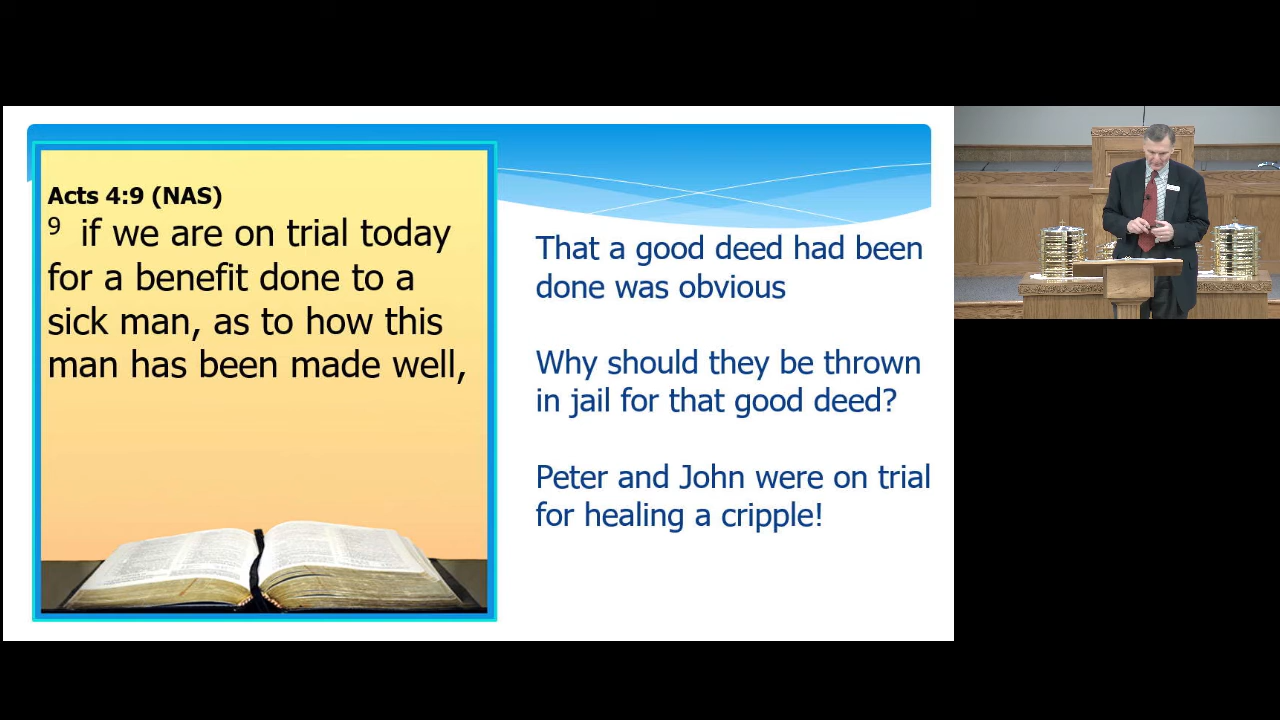 Acts 4:9 (NAS)
9 if we are on trial today
for a benefit done to a
sick man, as to how this
man has been made well,
That a good deed had been
done was obvious
Why should they be thrown
in jail for that good deed?
Peter and John were on trial
for healing a cripple!